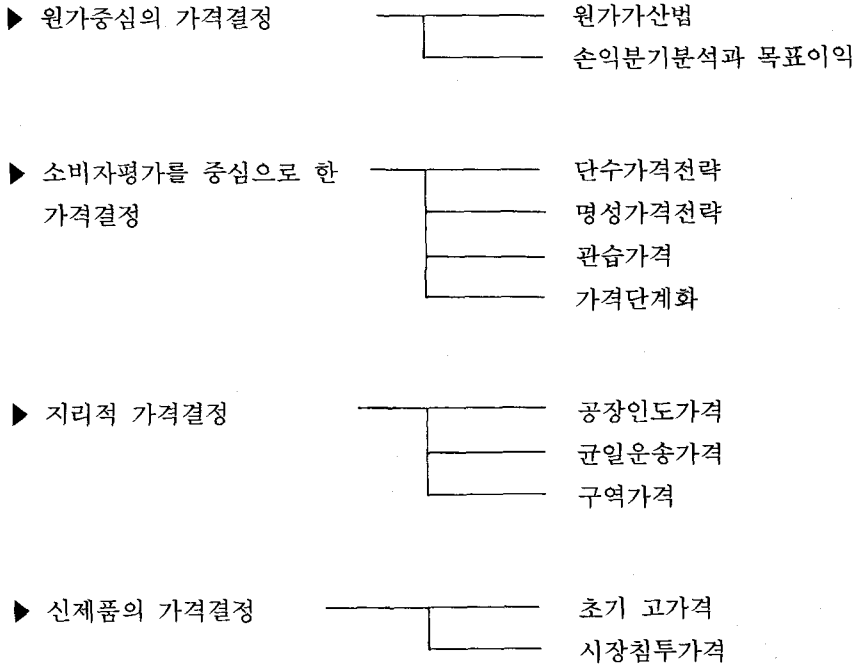 ▶ 원가중심의 가격결정
원가가산법
손익분기분석과 목표이익
▶ 소비자평가를 중심으로 한
가격결정
단수가격전략
명성가격전략
관습가격
가격단계화
▶ 지리적 가격결정
공장인도가격
균일운송가격
구역가격
▶ 신제품의 가격결정
초기 고가격
시장침투가격